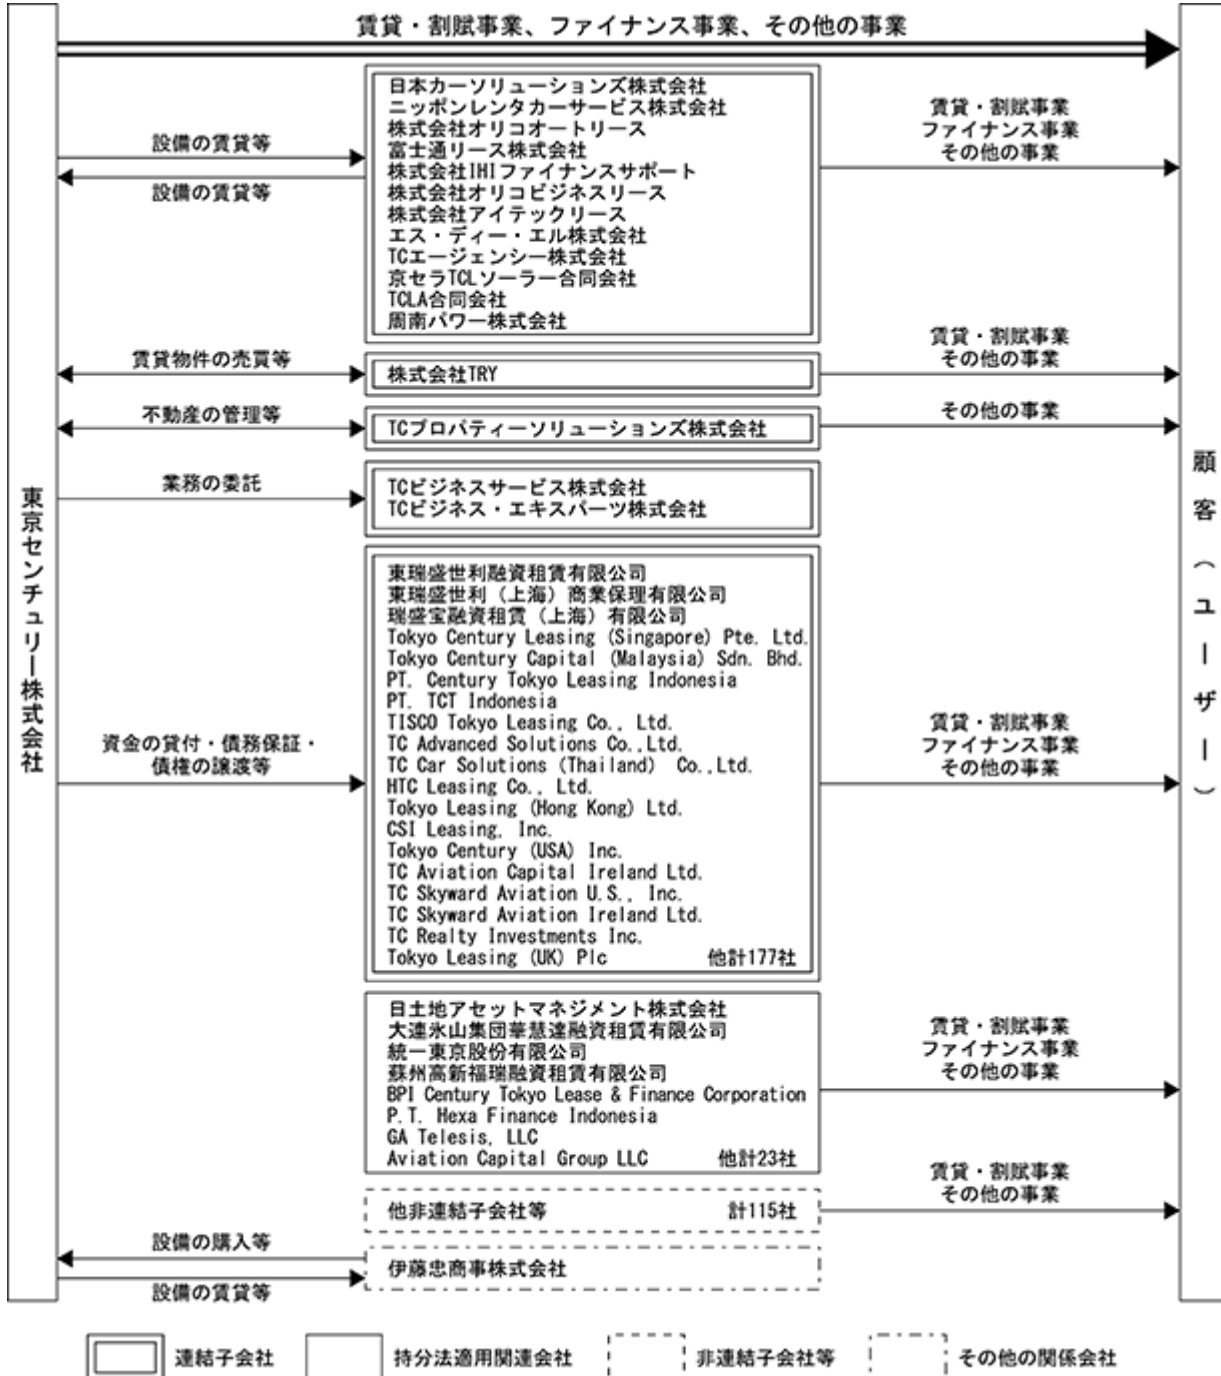 賃貸・割賦事業、ファイナンス事業、その他の事業
東京センチュリー株式会社
設備の賃貸等
設備の賃貸等
日本カーソリューションズ株式会社
ニッポンレンタカーサービス株式会社
株式会社オリコオートリース
富士通リース株式会社
株式会社IHIファイナンスサポート
株式会社オリコビジネスリース
株式会社アイテックリース
エス・ディー・エル株式会社
TCエージェンシー株式会社
京セラTCLソーラー合同会社
TCLA合同会社
周南パワー株式会社
賃貸・割賦事業
ファイナンス事業
その他の事業
賃貸物件の売買等
株式会社TRY
賃貸・割賦事業
その他の事業
不動産の管理等
TCプロパティーソリューションズ株式会社
その他の事業
業務の委託
TCビジネスサービス株式会社
TCビジネス・エキスパーツ株式会社
資金の貸付・債務保証・
債権の譲渡等
東瑞盛世利融資租賃有限公司
東瑞盛世利（上海）商業保理有限公司
瑞盛宝融資租賃（上海）有限公司
Tokyo Century Leasing (Singapore) Pte. Ltd.
Tokyo Century Capital (Malaysia) Sdn. Bhd.
PT. Century Tokyo Leasing Indonesia
PT. TCT Indonesia
TISCO Tokyo Leasing Co., Ltd.
TC Advanced Solutions Co.,Ltd.
TC Car Solutions (Thailand) Co.,Ltd.
HTC Leasing Co., Ltd.
Tokyo Leasing (Hong Kong) Ltd.
CSI Leasing, Inc.
Tokyo Century (USA) Inc.
TC Aviation Capital Ireland Ltd.
TC Skyward Aviation U.S., Inc.
TC Skyward Aviation Ireland Ltd.
TC Realty Investments Inc.
Tokyo Leasing (UK) Plc 他計177社
賃貸・割賦事業
ファイナンス事業
その他の事業
日土地アセットマネジメント株式会社
大連氷山集団華慧達融資租賃有限公司
統一東京股份有限公司
蘇州高新福瑞融資租賃有限公司
BPI Century Tokyo Lease & Finance Corporation
P.T. Hexa Finance Indonesia
GA Telesis, LLC
Aviation Capital Group LLC 他計23社
賃貸・割賦事業
ファイナンス事業
その他の事業
他非連結子会社等 計115社
賃貸・割賦事業
その他の事業
設備の購入等
設備の賃貸等
伊藤忠商事株式会社
顧客（ユーザー）
連結子会社 持分法適用関連会社 非連結子会社等 その他の関係会社